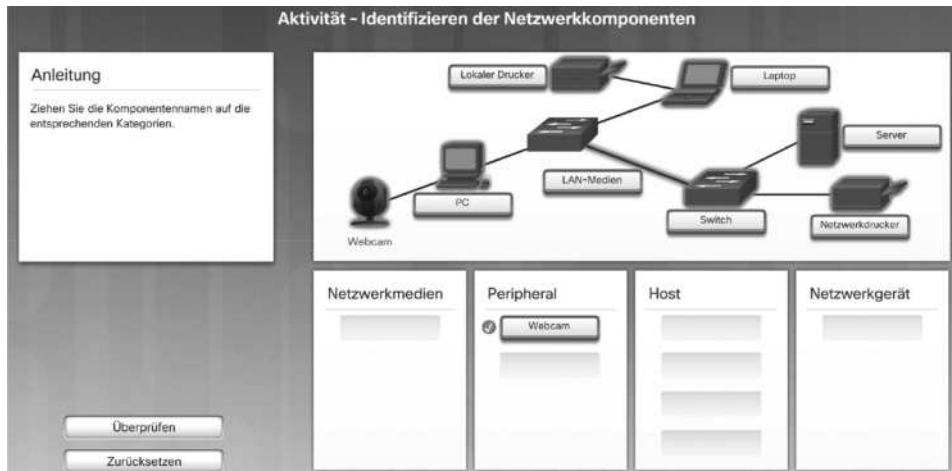 Aktivität - Identifizieren der Netzwerkkomponenten
Anleitung
Ziehen Sie die Komponentennamen auf die
entsprechenden Kategorien.
Lokaler Drucker
Laptop
Server
LAN-Medien
PC
Switch
Netzwerkdrucker
Webcam
Netzwerkmedien
Peripheral
Host
Netzwerkgerät
Webcam
Überprüfen
Zurücksetzen